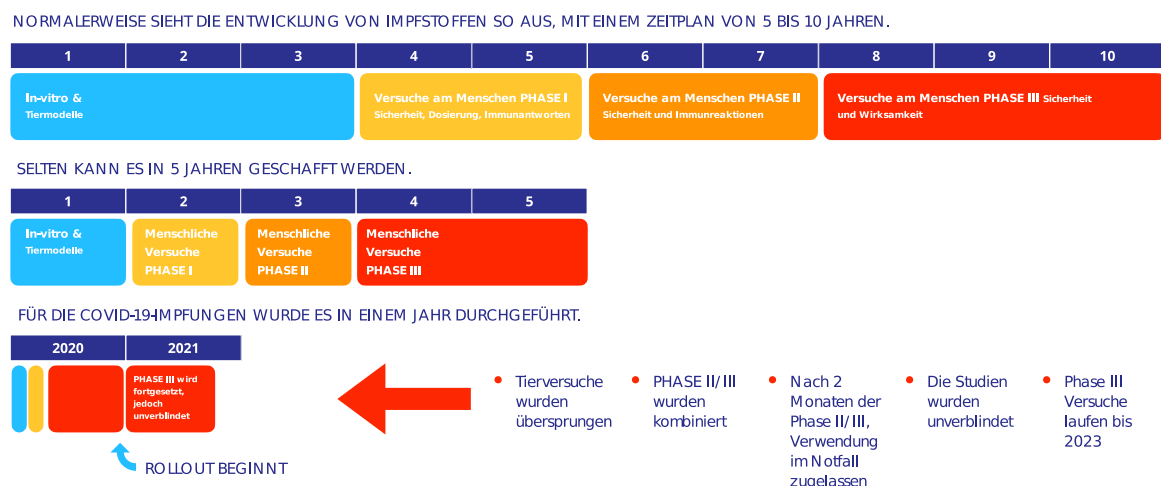 NORMALERWEISE SIEHT DIE ENTWICKLUNG VON IMPFSTOFFEN SO AUS, MIT EINEM ZEITPLAN VON 5 BIS 10 JAHREN.
1 2 3 4 5 6 7 8 9 10
In-vitro &
Tiermodelle
Versuche am Menschen PHASE I
Sicherheit, Dosierung, Immunantworten
Versuche am Menschen PHASE II
Sicherheit und Immunreaktionen
Versuche am Menschen PHASE III Sicherheit
und Wirksamkeit
SELTEN KANN ES IN 5 JAHREN GESCHAFFT WERDEN.
1 2 3 4 5
In-vitro &
Tiermodelle
Menschliche
Versuche
PHASE I
Menschliche
Versuche
PHASE II
Menschliche
Versuche
PHASE III
FÜR DIE COVID-19-IMPFUNGEN WURDE ES IN EINEM JAHR DURCHGEFÜHRT.
2020 2021
PHASE III wird
fortgesetzt,
jedoch
unverblindet
ROLLOUT BEGINNT
• Tierversuche
wurden
übersprungen
• PHASE II/III
wurden
kombiniert
• Nach 2
Monaten der
Phase II/III,
Verwendung
im Notfall
zugelassen
• Die Studien
wurden
unverblindet
• Phase III
Versuche
laufen bis
2023